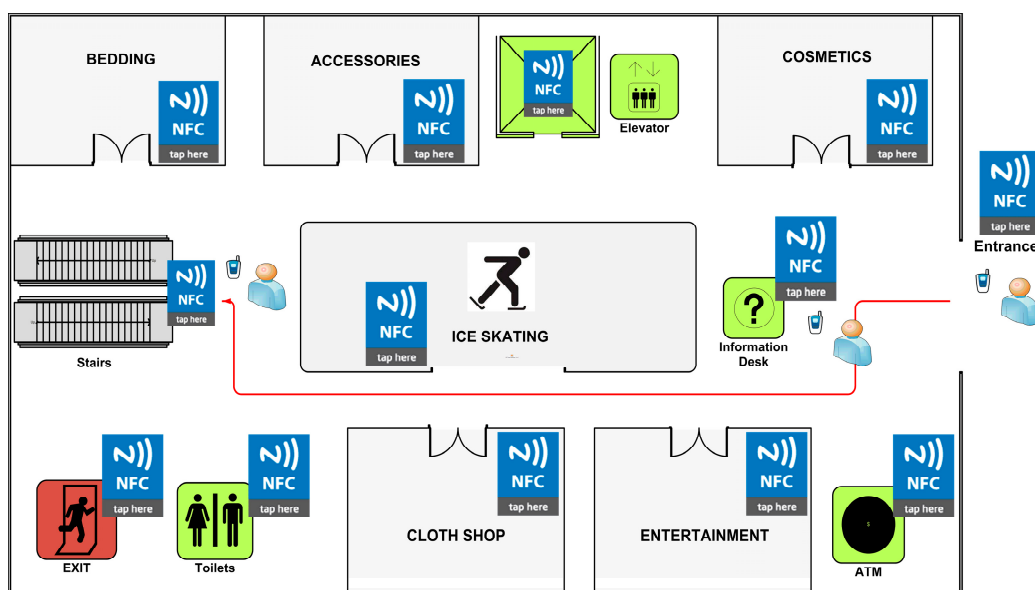 BEDDING
NFC
tap here
ACCESSORIES
NFC
tap here
NFC
tap here
Elevator
COSMETICS
NFC
tap here
NFC
tap here
Entrance
NFC
tap here
Stairs
NFC
tap here
ICE SKATING
NFC
tap here
?
Information
Desk
NFC
tap here
EXIT
NFC
tap here
Toilets
NFC
tap here
CLOTH SHOP
NFC
tap here
ENTERTAINMENT
NFC
tap here
$
ATM